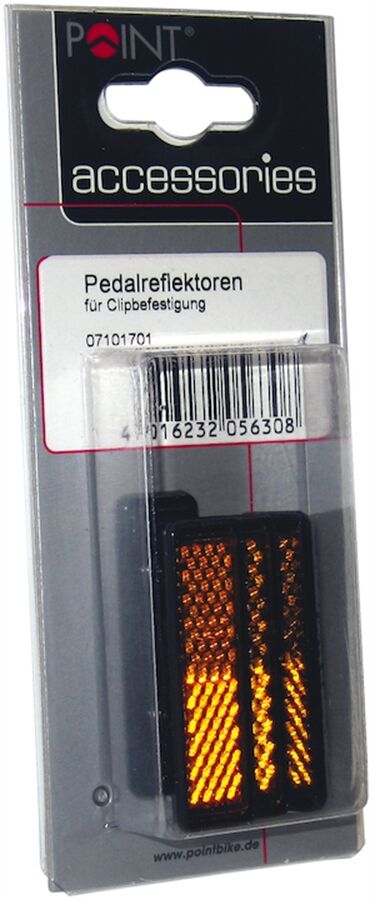 POINT®
accessories
Pedalreflektoren
für Clipbefestigung
07101701
4 016232 056308
www.pointbike.de